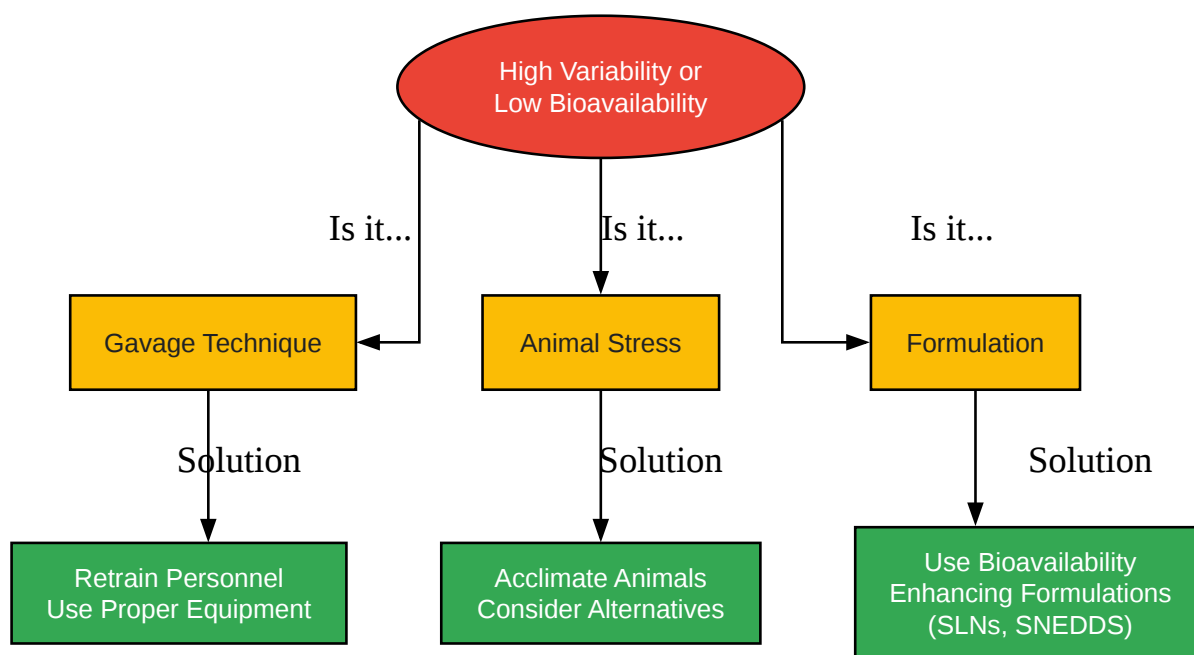 High Variability or
Low Bioavailability
Is it...
Is it...
Is it...
Gavage Technique
Animal Stress
Formulation
Solution
Solution
Solution
Retrain Personnel
Use Proper Equipment
Acclimate Animals
Consider Alternatives
Use Bioavailability
Enhancing Formulations
(SLNs, SNEDDS)